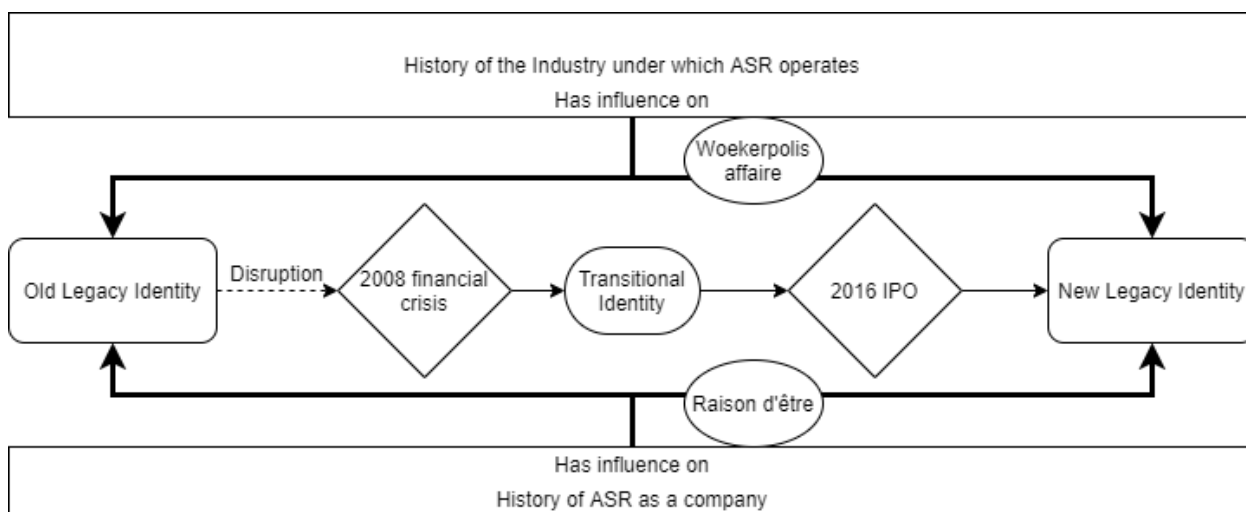 History of the Industry under which ASR operates
Has influence on
Woekerpolis
affaire
Old Legacy Identity
Disruption
2008 financial
crisis
Transitional
Identity
2016 IPO
New Legacy Identity
Raison d'être
Has influence on
History of ASR as a company